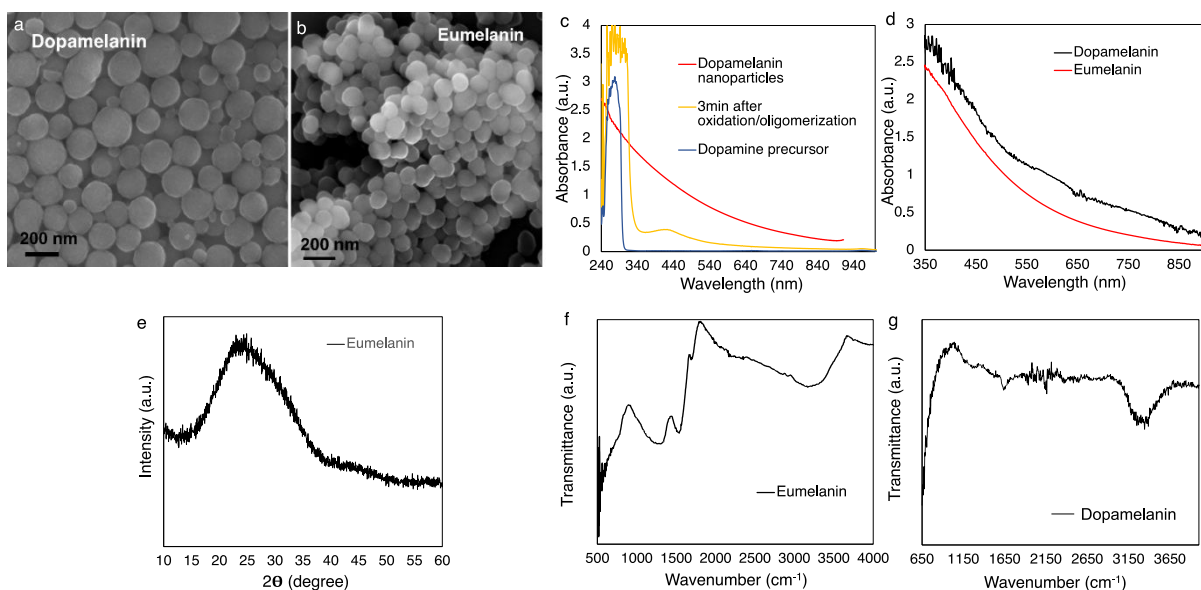 a
Dopamelanin
200 nm
b
Eumelanin
200 nm
c
Absorbance (a.u.)
4
3.5
3
2.5
2
1.5
1
0.5
0
Dopamelanin
nanoparticles
3min after
oxidation/oligomerization
Dopamine precursor
240 340 440 540 640 740 840 940
Wavelength (nm)
d
Absorbance (a.u.)
3
2.5
2
1.5
1
0.5
0
Dopamelanin
Eumelanin
350 450 550 650 750 850
Wavelength (nm)
e
Intensity (a.u.)
Eumelanin
10 15 20 25 30 35 40 45 50 55 60
2Θ (degree)
f
Transmittance (a.u.)
Eumelanin
500 1000 1500 2000 2500 3000 3500 4000
Wavenumber (cm⁻¹)
g
Transmittance (a.u.)
Dopamelanin
650 1150 1650 2150 2650 3150 3650
Wavenumber (cm⁻¹)